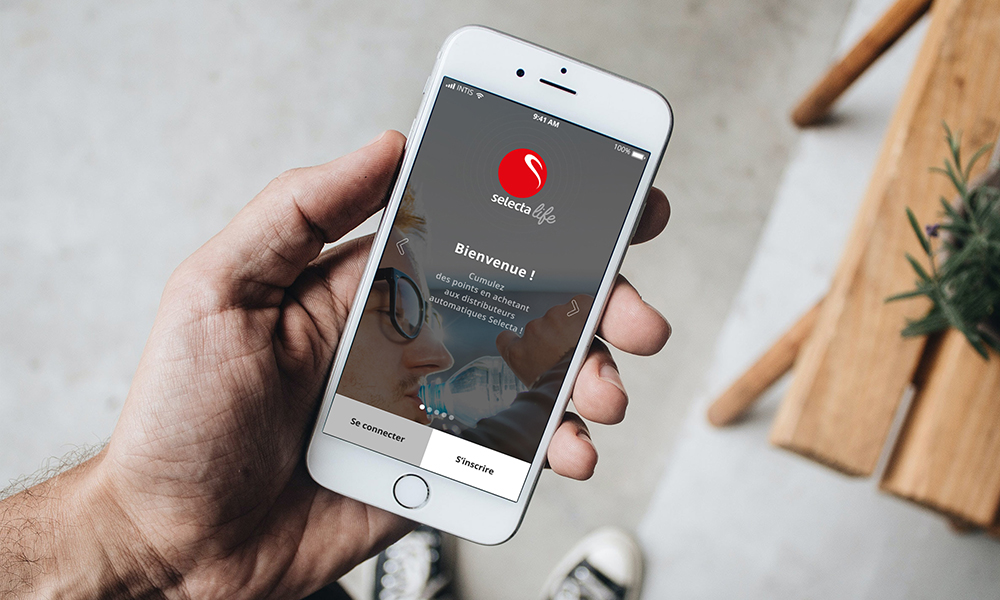 INTIS
9:41 AM
100%
selecta life
Bienvenue !
Cumulez
des points en achetant
aux distributeurs
automatiques Selecta !
Se connecter
S'inscrire